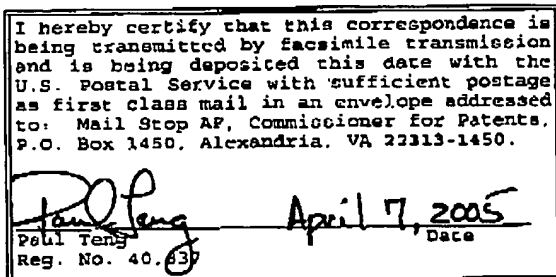 I hereby certify that this correspondence is
being transmitted by facsimile transmission
and is being deposited this date with the
U.S. Postal Service with sufficient postage
as first class mail in an envelope addressed
to: Mail Stop AF, Commissioner for Patents,
P.O. Box 1450, Alexandria, VA 22313-1450.
Paul Teng April 7, 2005
Paul Teng Date
Reg. No. 40,837